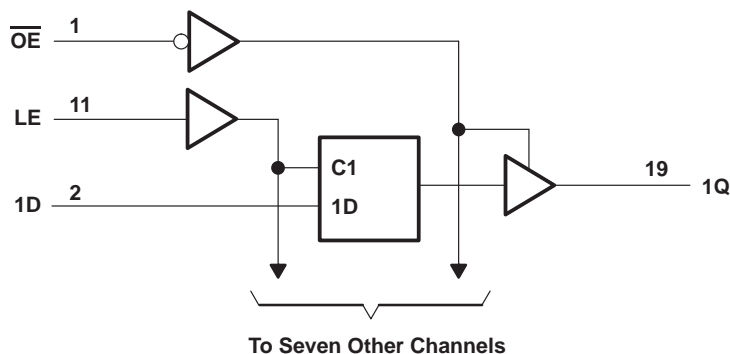 OE 1
LE 11
C1
1D 2 1D
19 1Q
To Seven Other Channels